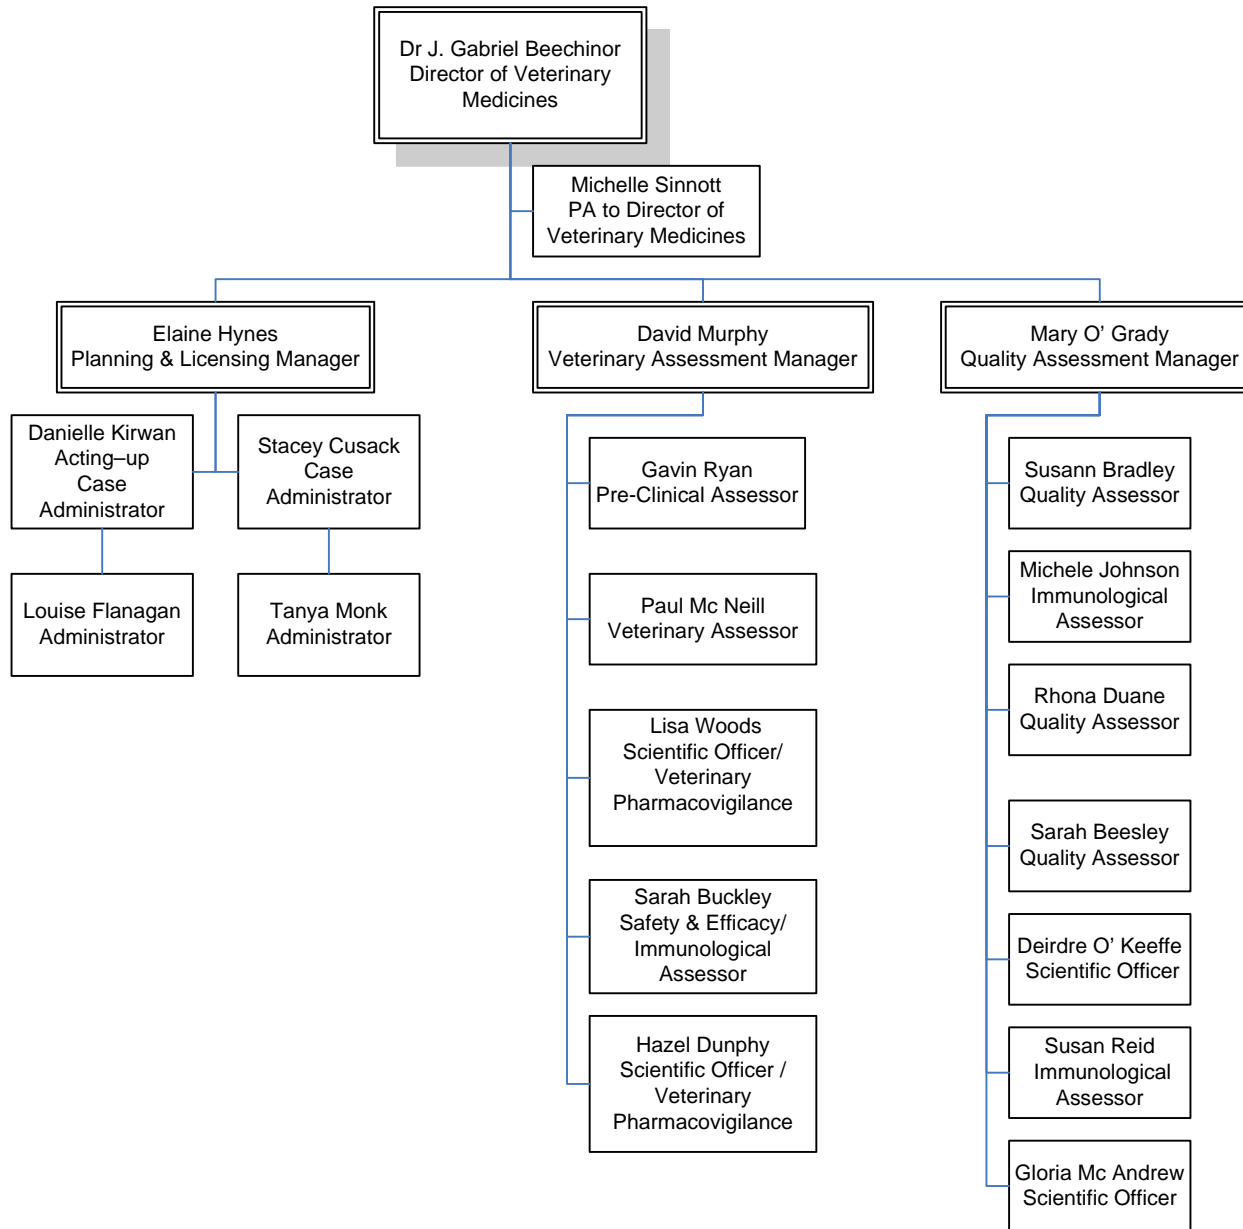 Dr J. Gabriel Beechinor
Director of Veterinary
Medicines
Michelle Sinnott
PA to Director of
Veterinary Medicines
Elaine Hynes
Planning & Licensing Manager
David Murphy
Veterinary Assessment Manager
Mary O' Grady
Quality Assessment Manager
Danielle Kirwan
Acting–up
Case
Administrator
Stacey Cusack
Case
Administrator
Louise Flanagan
Administrator
Tanya Monk
Administrator
Gavin Ryan
Pre-Clinical Assessor
Paul Mc Neill
Veterinary Assessor
Lisa Woods
Scientific Officer/
Veterinary
Pharmacovigilance
Sarah Buckley
Safety & Efficacy/
Immunological
Assessor
Hazel Dunphy
Scientific Officer /
Veterinary
Pharmacovigilance
Susann Bradley
Quality Assessor
Michele Johnson
Immunological
Assessor
Rhona Duane
Quality Assessor
Sarah Beesley
Quality Assessor
Deirdre O' Keeffe
Scientific Officer
Susan Reid
Immunological
Assessor
Gloria Mc Andrew
Scientific Officer